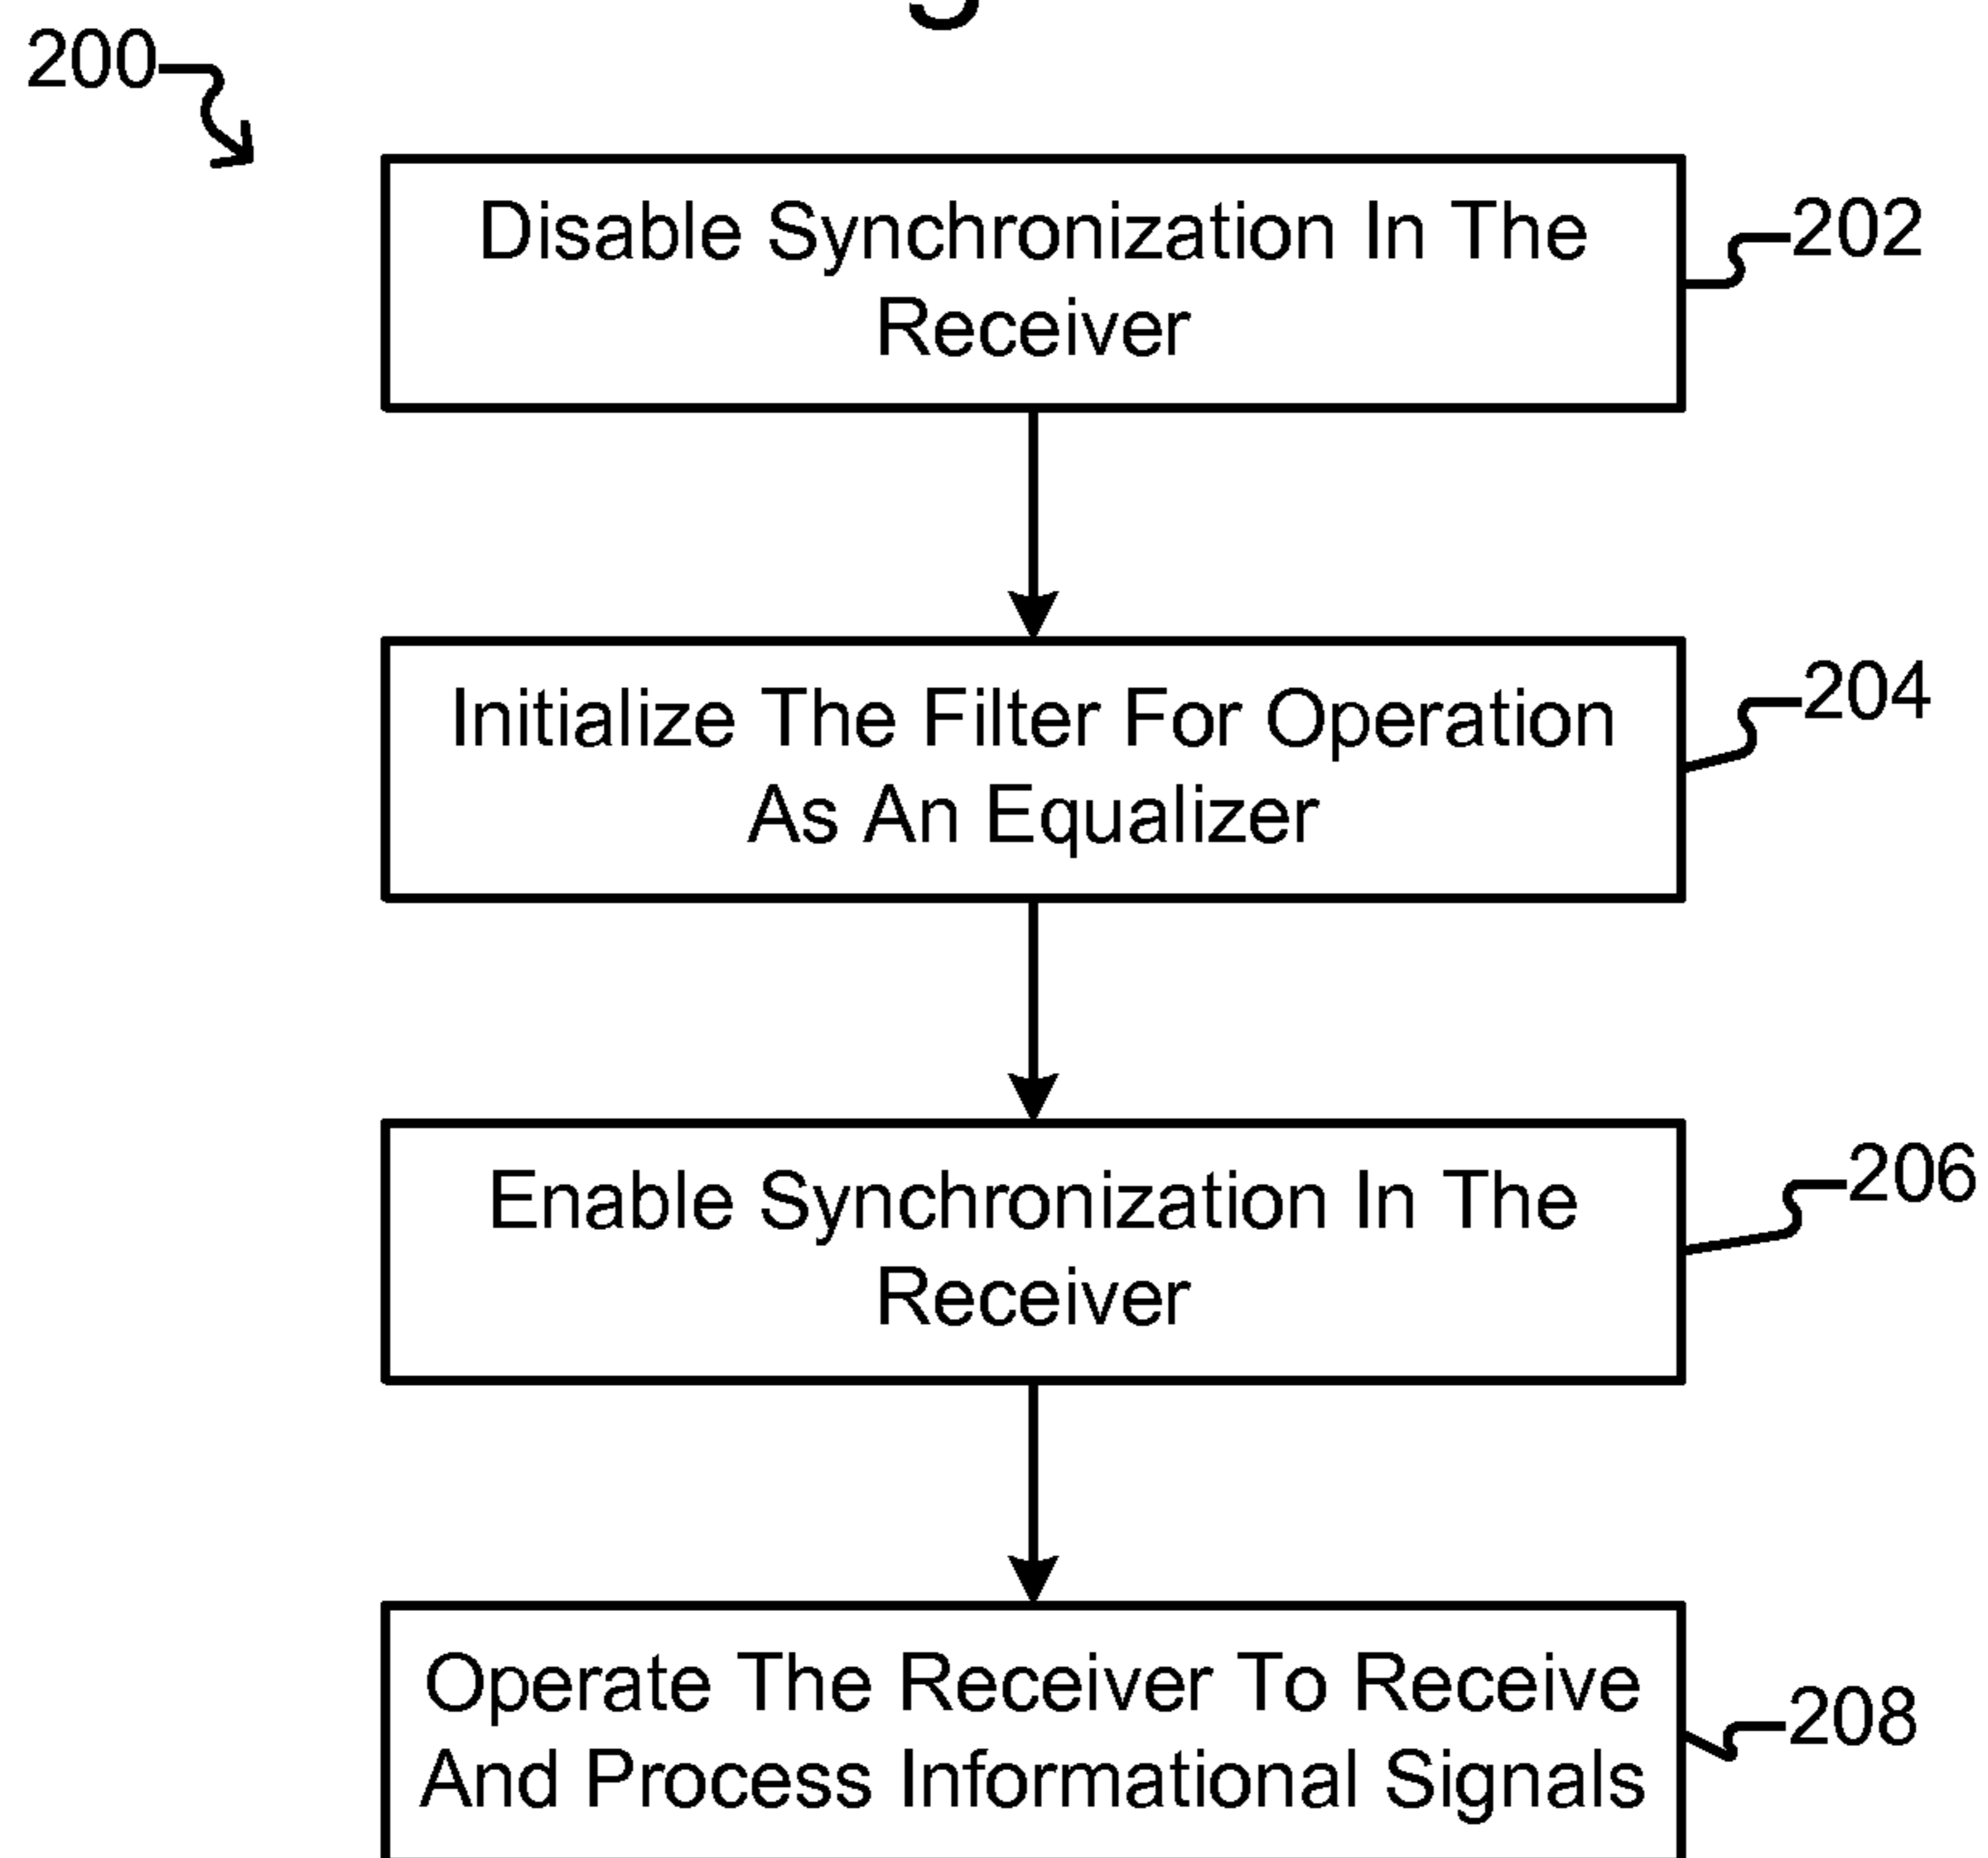 200
Disable Synchronization In The
Receiver
202
Initialize The Filter For Operation
As An Equalizer
204
Enable Synchronization In The
Receiver
206
Operate The Receiver To Receive
And Process Informational Signals
208